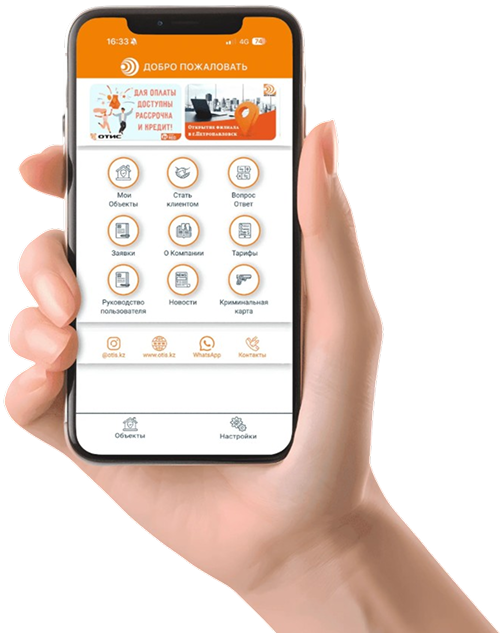 16:33
4G 74
ДОБРО ПОЖАЛОВАТЬ
ДЛЯ ОПЛАТЫ
ДОСТУПНЫ
РАССРОЧКА
И КРЕДИТ!
ОТИС
Открытие филиала
в г.Петропавловск
Мои
Объекты
Стать
клиентом
Вопрос
Ответ
Заявки
О Компании
Тарифы
Руководство
пользователя
Новости
Криминальная
карта
@otis.kz
www.otis.kz
WhatsApp
Контакты
Объекты
Настройки